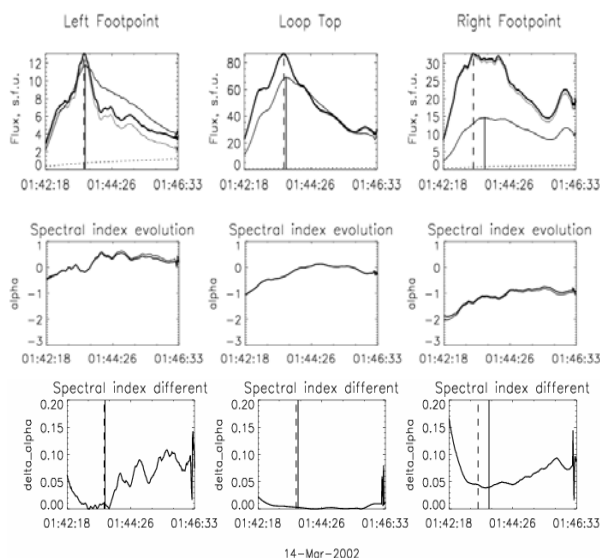 Left Footpoint
Loop Top
Right Footpoint
Flux, s.f.u.
12
10
8
6
4
2
0
01:42:18 01:44:26 01:46:33
Flux, s.f.u.
80
60
40
20
0
01:42:18 01:44:26 01:46:33
Flux, s.f.u.
30
25
20
15
10
5
0
01:42:18 01:44:26 01:46:33
Spectral index evolution
alpha
1
0
-1
-2
-3
01:42:18 01:44:26 01:46:33
Spectral index evolution
alpha
1
0
-1
-2
-3
01:42:18 01:44:26 01:46:33
Spectral index evolution
alpha
1
0
-1
-2
-3
01:42:18 01:44:26 01:46:33
Spectral index different
delta_alpha
0.20
0.15
0.10
0.05
0.00
01:42:18 01:44:26 01:46:33
Spectral index different
delta_alpha
0.20
0.15
0.10
0.05
0.00
01:42:18 01:44:26 01:46:33
Spectral index different
delta_alpha
0.20
0.15
0.10
0.05
0.00
01:42:18 01:44:26 01:46:33
14-Mar-2002